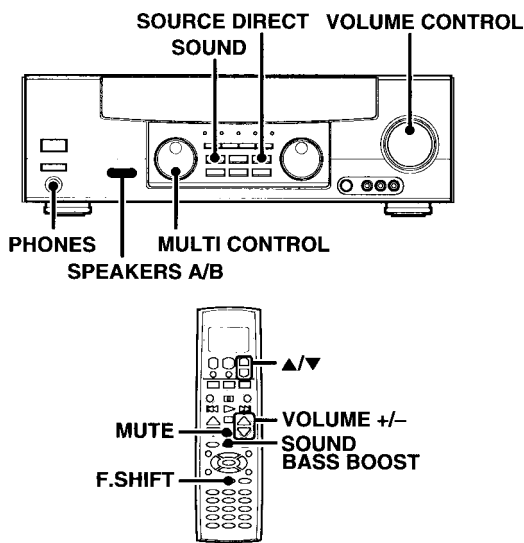 SOURCE DIRECT VOLUME CONTROL
SOUND
PHONES MULTI CONTROL
SPEAKERS A/B
▲/▼
MUTE VOLUME +/–
SOUND
BASS BOOST
F.SHIFT